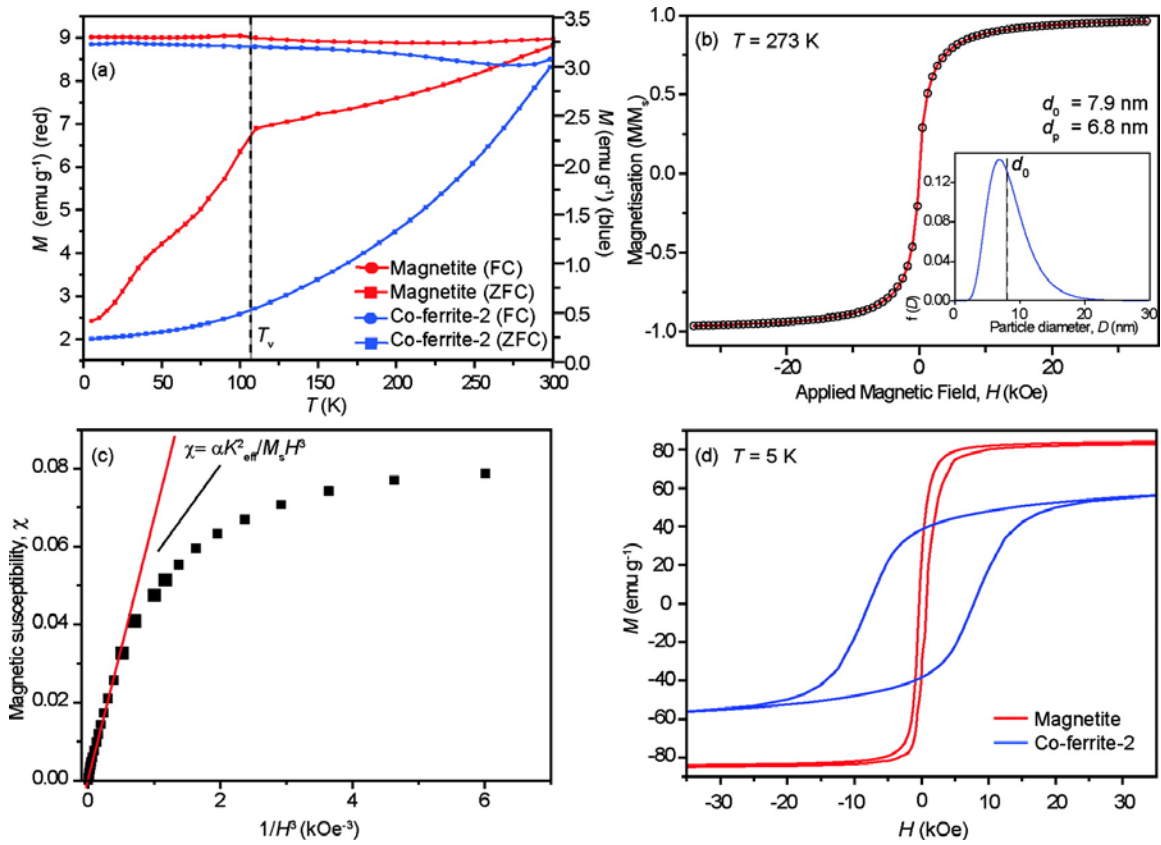 (a)
M (emu g⁻¹) (red)
9
8
7
6
5
4
3
2
3.5
3.0
2.5
2.0
1.5
1.0
0.5
0.0
M (emu g⁻¹) (blue)
Magnetite (FC)
Magnetite (ZFC)
Co-ferrite-2 (FC)
Co-ferrite-2 (ZFC)
Tᵥ
0 50 100 150 200 250 300
T (K)
(b) T = 273 K
Magnetisation (M/Mₛ)
1.0
0.5
0.0
-0.5
-1.0
d₀ = 7.9 nm
dₚ = 6.8 nm
d₀
f (D)
0.12
0.08
0.04
0.00
0 10 20 30
Particle diameter, D (nm)
-20 0 20
Applied Magnetic Field, H (kOe)
(c)
χ= αK²eff/MₛH³
Magnetic susceptibility, χ
0.08
0.06
0.04
0.02
0.00
0 2 4 6
1/H³ (kOe⁻³)
(d) T = 5 K
M (emu g⁻¹)
80
60
40
20
0
-20
-40
-60
-80
Magnetite
Co-ferrite-2
-30 -20 -10 0 10 20 30
H (kOe)